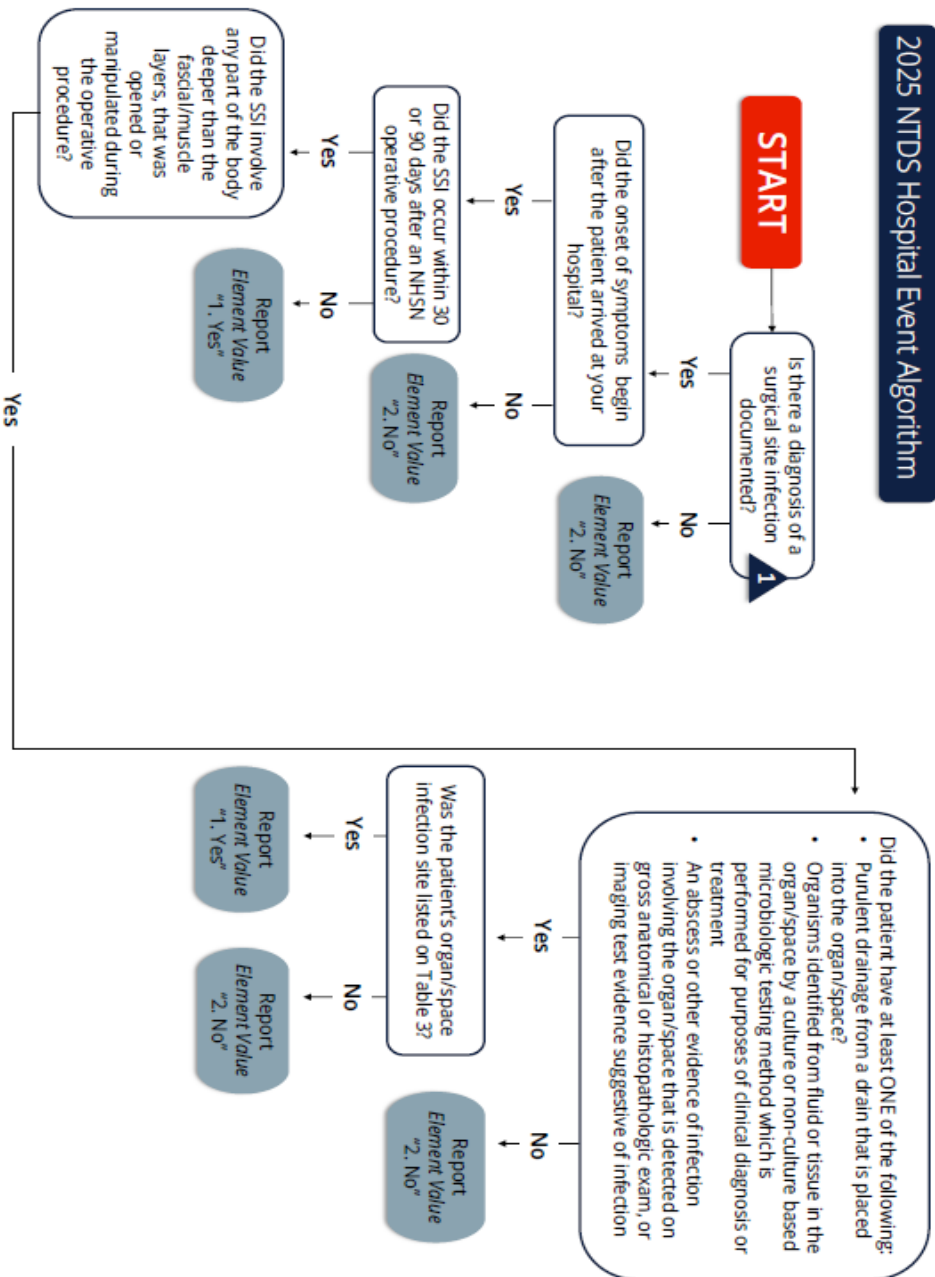 2025 NTDS Hospital Event Algorithm
START
Is there a diagnosis of a
surgical site infection
documented?
1
Yes
No
Report
Element Value
“2. No”
Did the onset of symptoms begin
after the patient arrived at your
hospital?
Yes
No
Report
Element Value
“2. No”
Did the SSI occur within 30
or 90 days after an NHSN
operative procedure?
Yes
No
Report
Element Value
“1. Yes”
Did the SSI involve
any part of the body
deeper than the
fascial/muscle
layers, that was
opened or
manipulated during
the operative
procedure?
Yes
Did the patient have at least ONE of the following:
• Purulent drainage from a drain that is placed
into the organ/space?
• Organisms identified from fluid or tissue in the
organ/space by a culture or non-culture based
microbiologic testing method which is
performed for purposes of clinical diagnosis or
treatment
• An abscess or other evidence of infection
involving the organ/space that is detected on
gross anatomical or histopathologic exam, or
imaging test evidence suggestive of infection
Yes
No
Report
Element Value
“2. No”
Was the patient’s organ/space
infection site listed on Table 3?
Yes
No
Report
Element Value
“1. Yes”
Report
Element Value
“2. No”